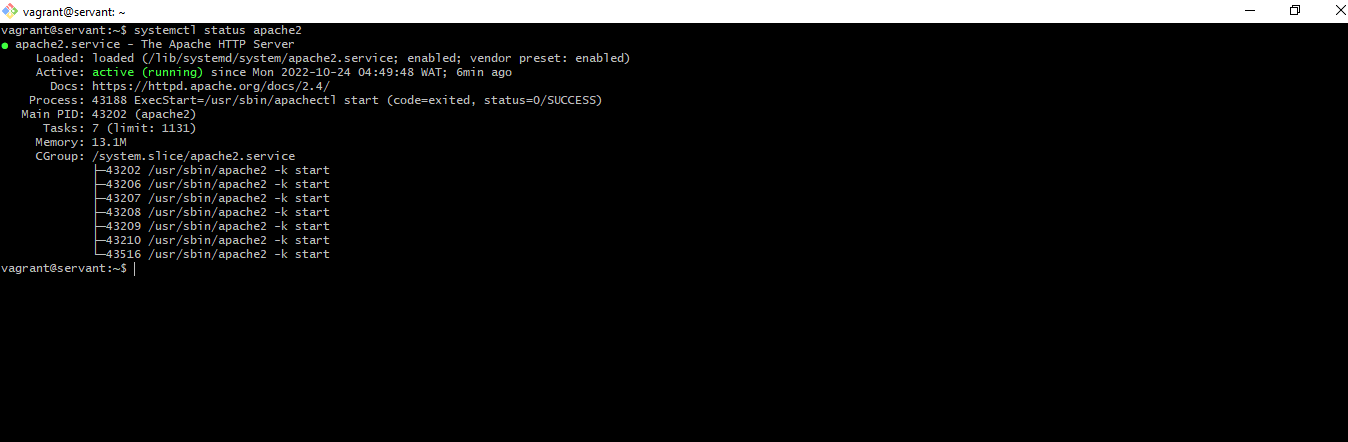 vagrant@servant: ~
vagrant@servant:~$ systemctl status apache2
● apache2.service - The Apache HTTP Server
     Loaded: loaded (/lib/systemd/system/apache2.service; enabled; vendor preset: enabled)
     Active: active (running) since Mon 2022-10-24 04:49:48 WAT; 6min ago
       Docs: https://httpd.apache.org/docs/2.4/
    Process: 43188 ExecStart=/usr/sbin/apachectl start (code=exited, status=0/SUCCESS)
   Main PID: 43202 (apache2)
      Tasks: 7 (limit: 1131)
     Memory: 13.1M
     CGroup: /system.slice/apache2.service
             ├─43202 /usr/sbin/apache2 -k start
             ├─43206 /usr/sbin/apache2 -k start
             ├─43207 /usr/sbin/apache2 -k start
             ├─43208 /usr/sbin/apache2 -k start
             ├─43209 /usr/sbin/apache2 -k start
             ├─43210 /usr/sbin/apache2 -k start
             └─43516 /usr/sbin/apache2 -k start
vagrant@servant:~$